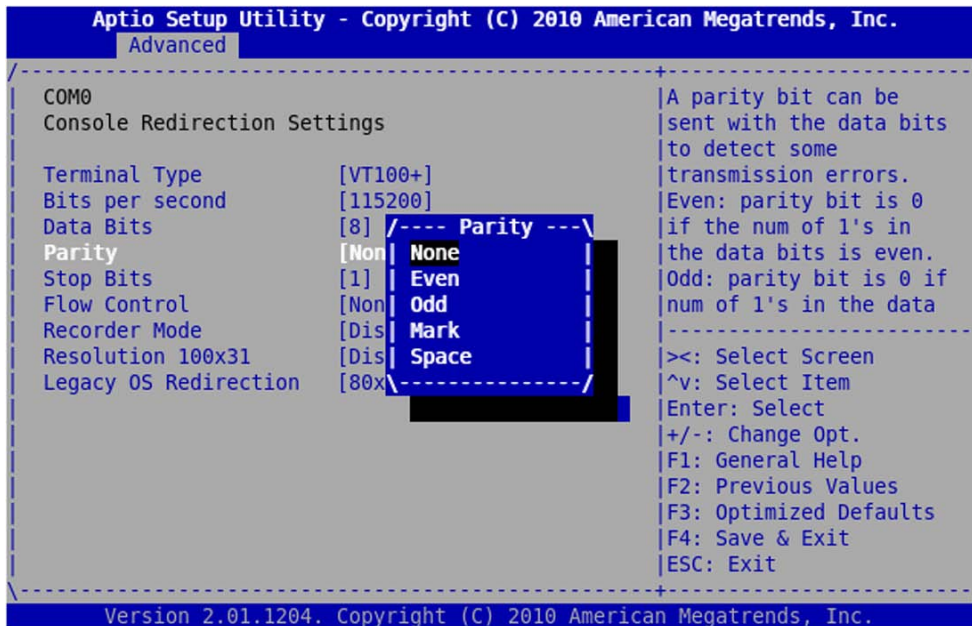 Aptio Setup Utility - Copyright (C) 2010 American Megatrends, Inc.
Advanced
COM0
Console Redirection Settings
Terminal Type [VT100+]
Bits per second [115200]
Data Bits [8]
Parity [Non
Stop Bits [1]
Flow Control [Non
Recorder Mode [Dis
Resolution 100x31 [Dis
Legacy OS Redirection [80x
/---- Parity ---\
None
Even
Odd
Mark
Space
A parity bit can be
sent with the data bits
to detect some
transmission errors.
Even: parity bit is 0
if the num of 1's in
the data bits is even.
Odd: parity bit is 0 if
num of 1's in the data
><: Select Screen
^v: Select Item
Enter: Select
+/-: Change Opt.
F1: General Help
F2: Previous Values
F3: Optimized Defaults
F4: Save & Exit
ESC: Exit
Version 2.01.1204. Copyright (C) 2010 American Megatrends, Inc.